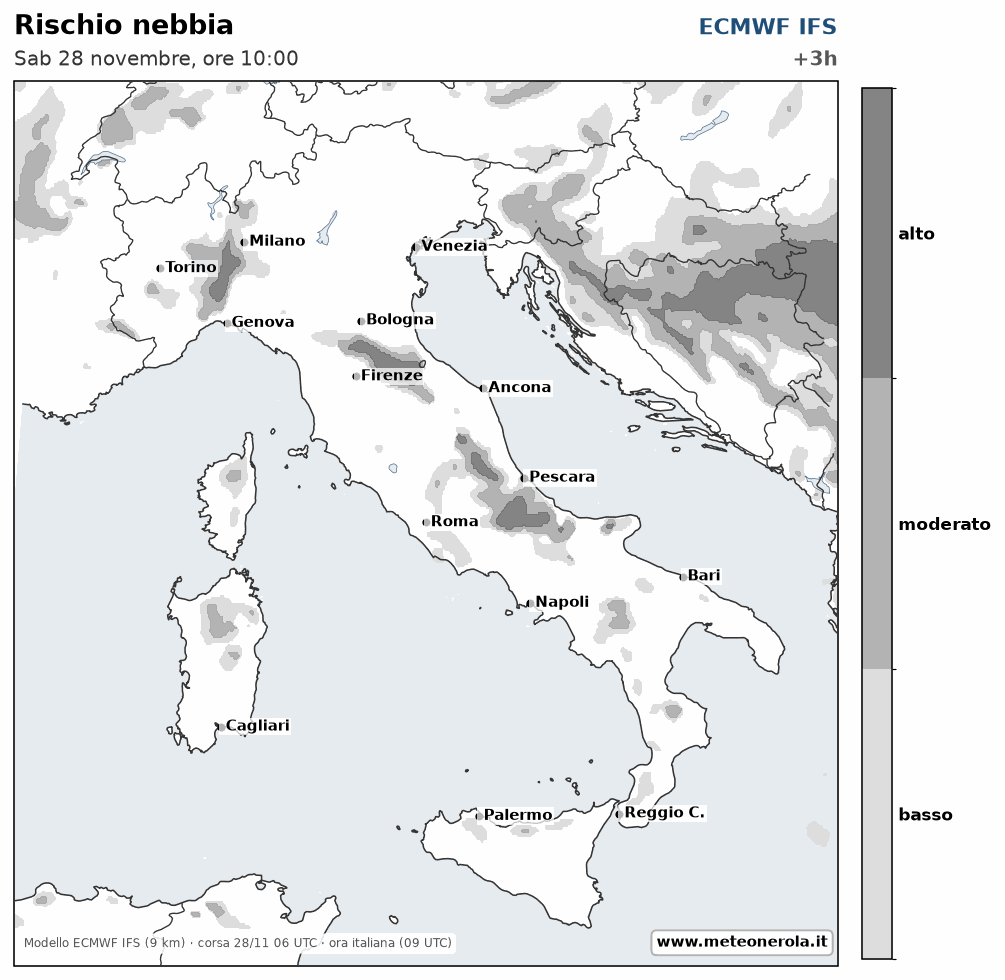 Rischio nebbia
ECMWF IFS
Sab 28 novembre, ore 10:00
+3h
alto
moderato
basso
Milano
Venezia
Torino
Bologna
Genova
Firenze
Ancona
Pescara
Roma
Bari
Napoli
Cagliari
Palermo
Reggio C.
Modello ECMWF IFS (9 km) · corsa 28/11 06 UTC · ora italiana (09 UTC)
www.meteonerola.it